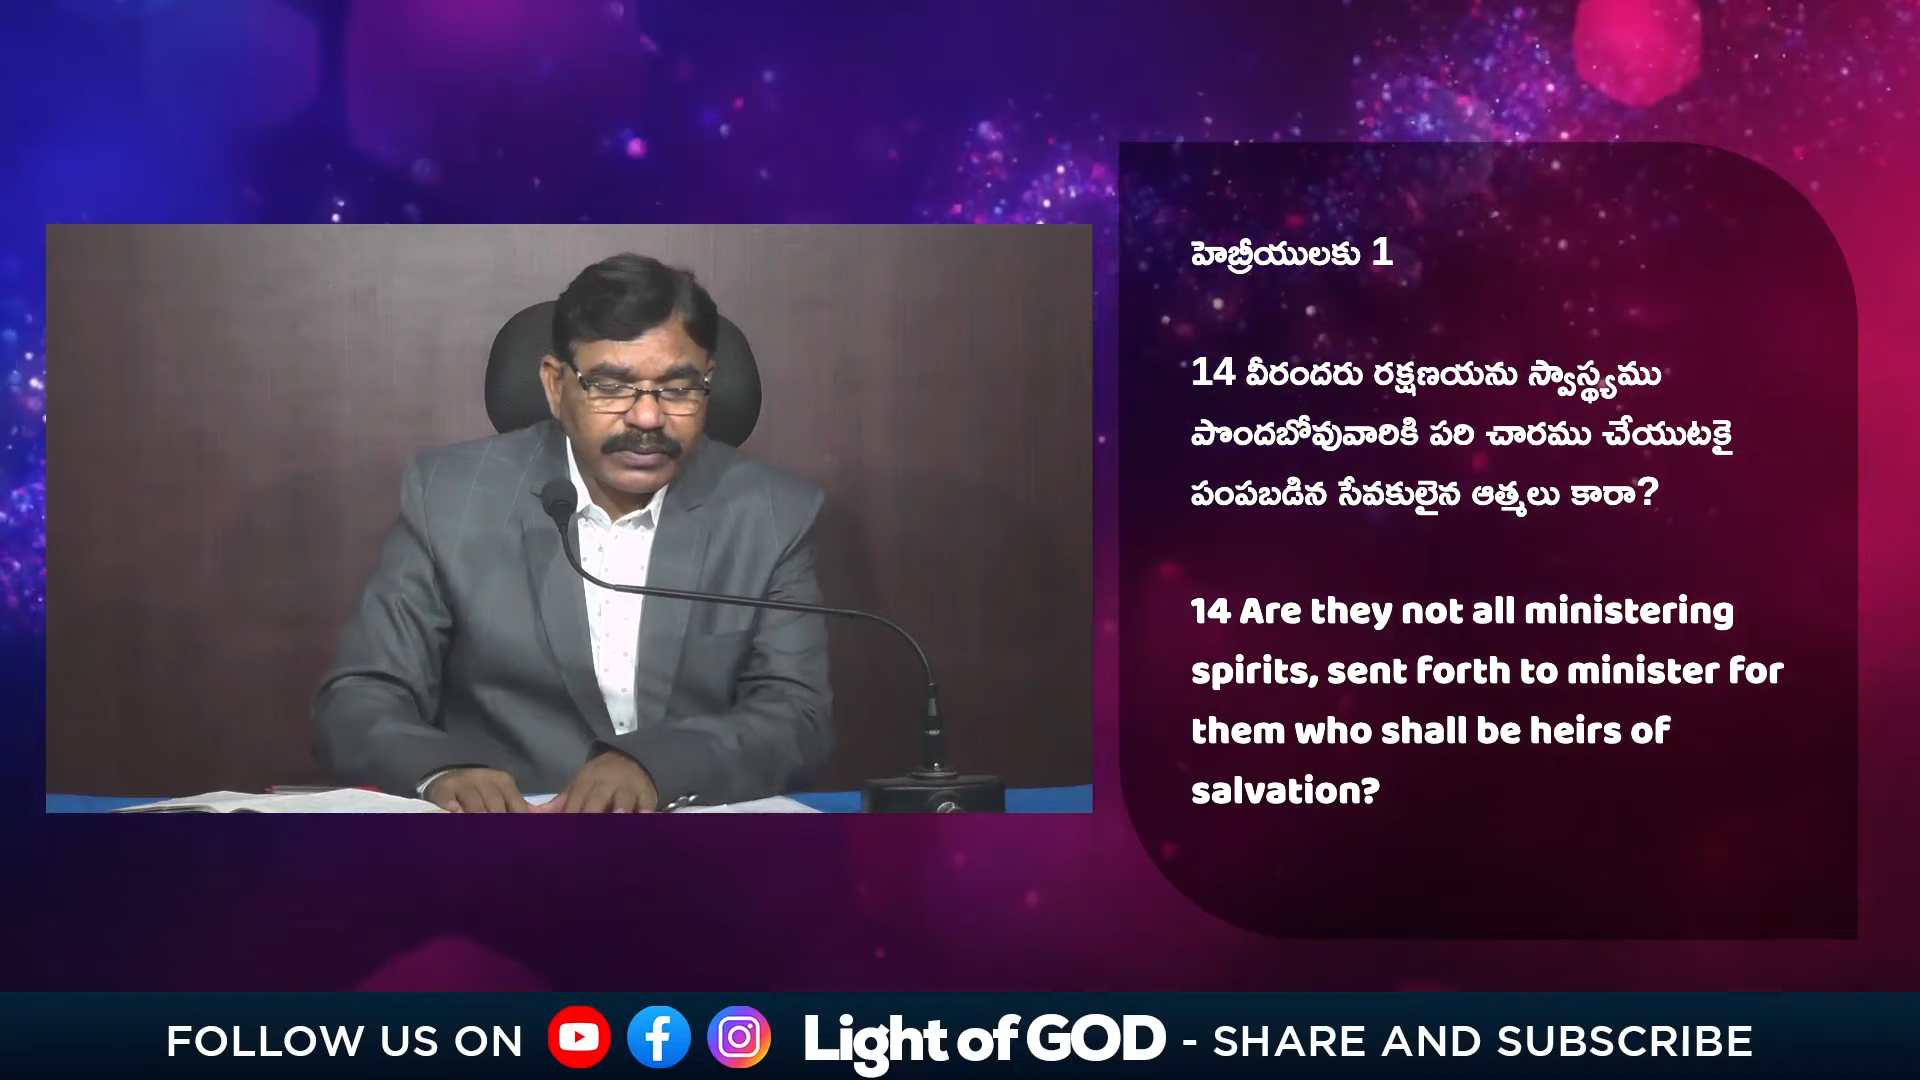 హెబ్రీయులకు 1
14 వీరందరు రక్షణయను స్వాస్థ్యము
పొందబోవువారికి పరి చారము చేయుటకై
పంపబడిన సేవకులైన ఆత్మలు కారా?
14 Are they not all ministering
spirits, sent forth to minister for
them who shall be heirs of
salvation?
FOLLOW US ON Light of GOD - SHARE AND SUBSCRIBE